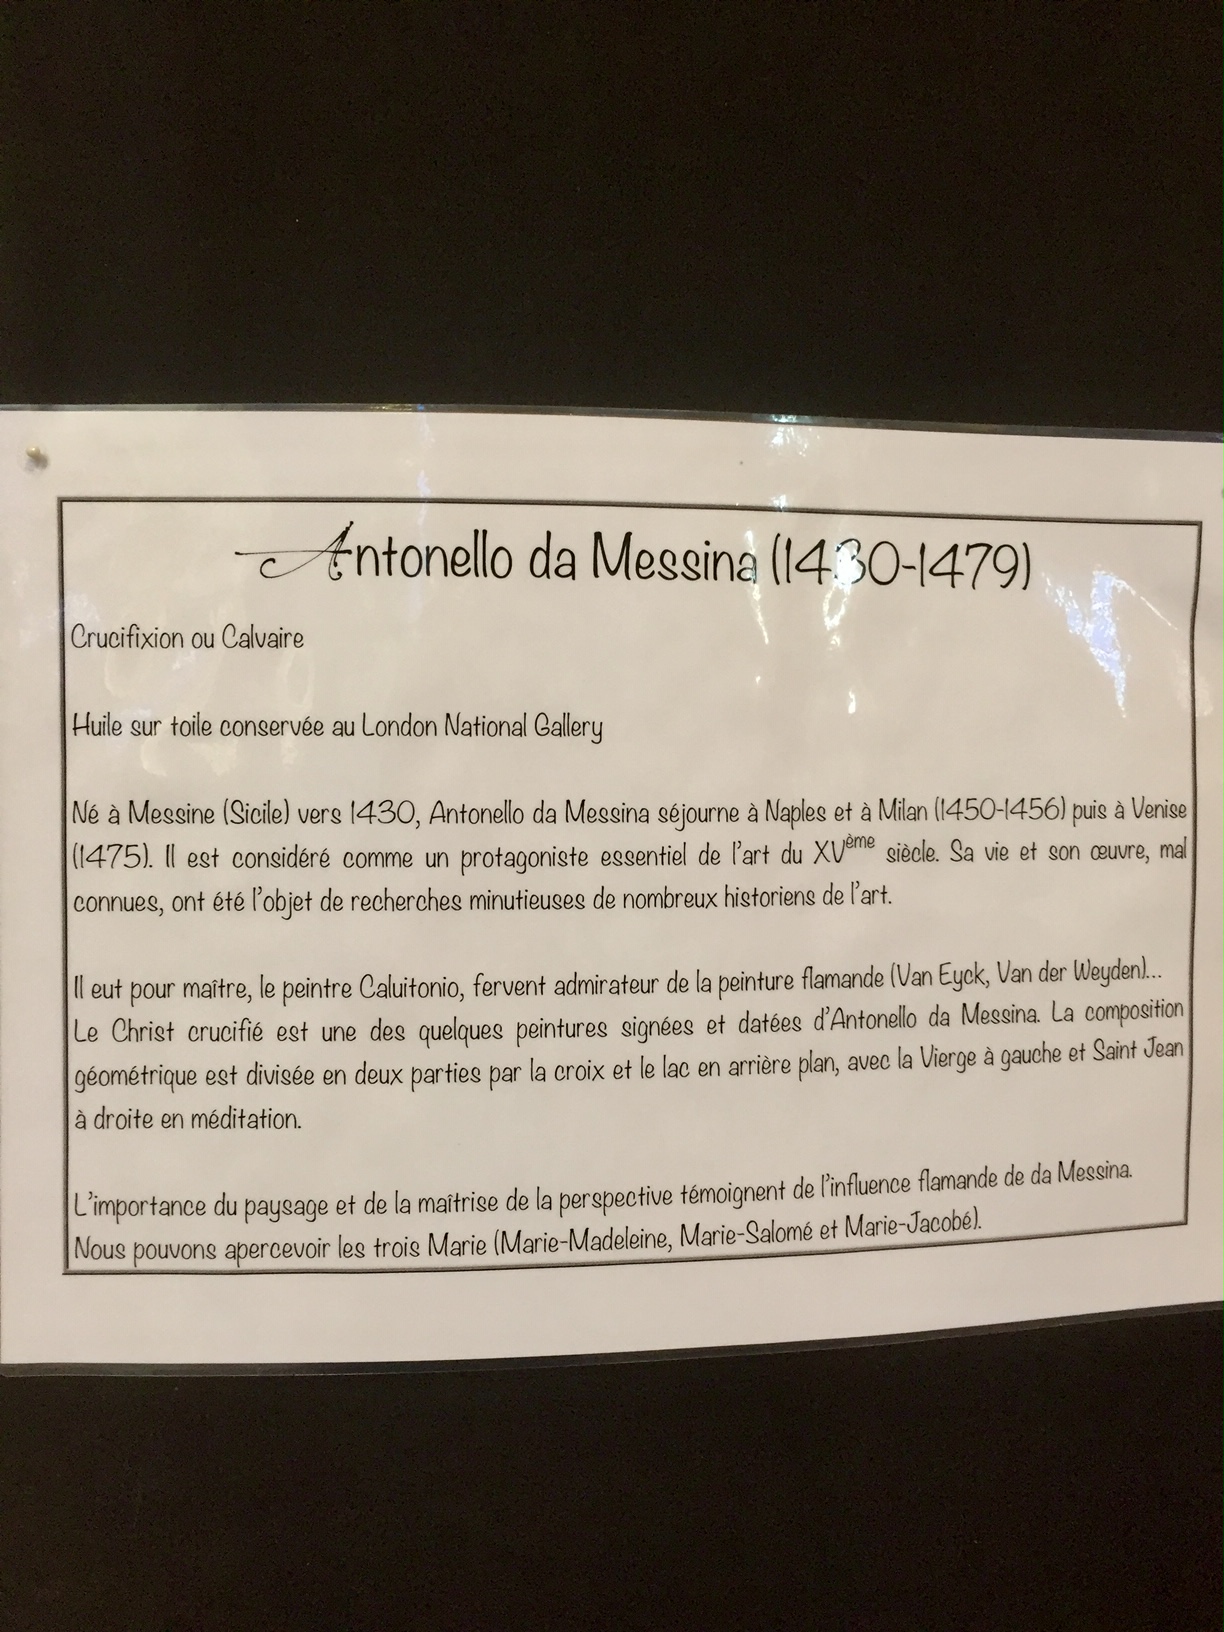 Antonello da Messina (1430-1479)
Crucifixion ou Calvaire
Huile sur toile conservée au London National Gallery
Né à Messine (Sicile) vers 1430, Antonello da Messina séjourne à Naples et à Milan (1450-1456) puis à Venise
(1475). Il est considéré comme un protagoniste essentiel de l'art du XVème siècle. Sa vie et son œuvre, mal
connues, ont été l'objet de recherches minutieuses de nombreux historiens de l'art.
Il eut pour maître, le peintre Caluitonio, fervent admirateur de la peinture flamande (Van Eyck, Van der Weyden)...
Le Christ crucifié est une des quelques peintures signées et datées d'Antonello da Messina. La composition
géométrique est divisée en deux parties par la croix et le lac en arrière plan, avec la Vierge à gauche et Saint Jean
à droite en méditation.
L'importance du paysage et de la maîtrise de la perspective témoignent de l'influence flamande de da Messina.
Nous pouvons apercevoir les trois Marie (Marie-Madeleine, Marie-Salomé et Marie-Jacobé).